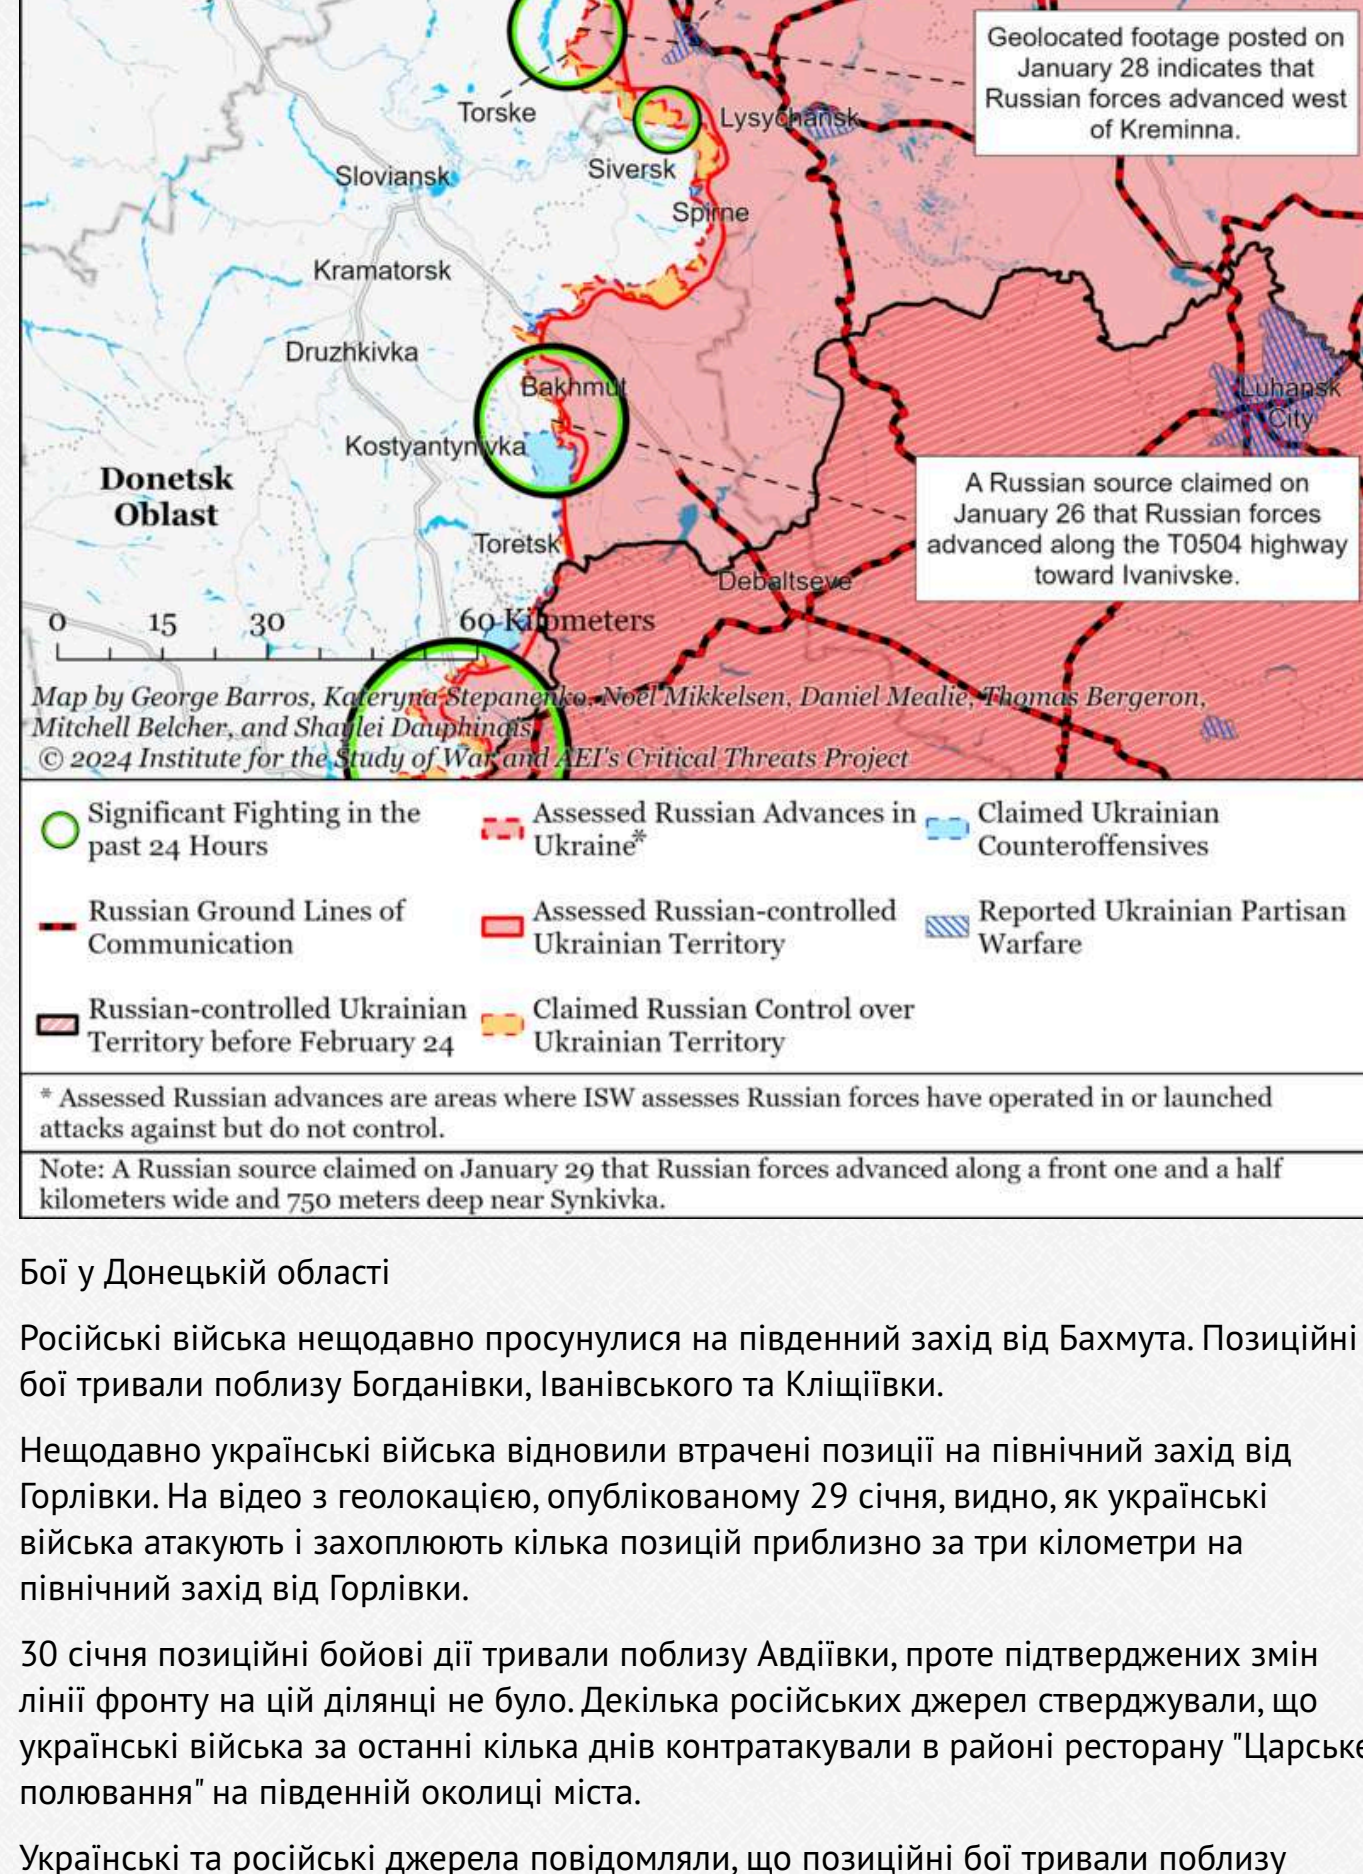 Geolocated footage posted on
January 28 indicates that
Russian forces advanced west
of Kreminna.
Torske
Lysychansk
Siversk
Sloviansk
Spirne
Kramatorsk
Druzhkivka
Bakhmut
Luhansk
City
Kostyantynivka
Donetsk
Oblast
A Russian source claimed on
January 26 that Russian forces
advanced along the T0504 highway
toward Ivanivske.
Toretsk
Debaltseve
0 15 30 60 Kilometers
Map by George Barros, Kateryna Stepanenko, Noel Mikkelsen, Daniel Mealie, Thomas Bergeron,
Mitchell Belcher, and Shaylei Dauphinais
© 2024 Institute for the Study of War and AEI's Critical Threats Project
Significant Fighting in the
past 24 Hours
Assessed Russian Advances in
Ukraine*
Claimed Ukrainian
Counteroffensives
Russian Ground Lines of
Communication
Assessed Russian-controlled
Ukrainian Territory
Reported Ukrainian Partisan
Warfare
Russian-controlled Ukrainian
Territory before February 24
Claimed Russian Control over
Ukrainian Territory
* Assessed Russian advances are areas where ISW assesses Russian forces have operated in or launched
attacks against but do not control.
Note: A Russian source claimed on January 29 that Russian forces advanced along a front one and a half
kilometers wide and 750 meters deep near Synkivka.
Бої у Донецькій області
Російські війська нещодавно просунулися на південний захід від Бахмута. Позиційні
бої тривали поблизу Богданівки, Іванівського та Кліщіївки.
Нещодавно українські війська відновили втрачені позиції на північний захід від
Горлівки. На відео з геолокацією, опублікованому 29 січня, видно, як українські
війська атакують і захоплюють кілька позицій приблизно за три кілометри на
північний захід від Горлівки.
30 січня позиційні бойові дії тривали поблизу Авдіївки, проте підтверджених змін
лінії фронту на цій ділянці не було. Декілька російських джерел стверджували, що
українські війська за останні кілька днів контратакували в районі ресторану "Царське
полювання" на південній околиці міста.
Українські та російські джерела повідомляли, що позиційні бої тривали поблизу